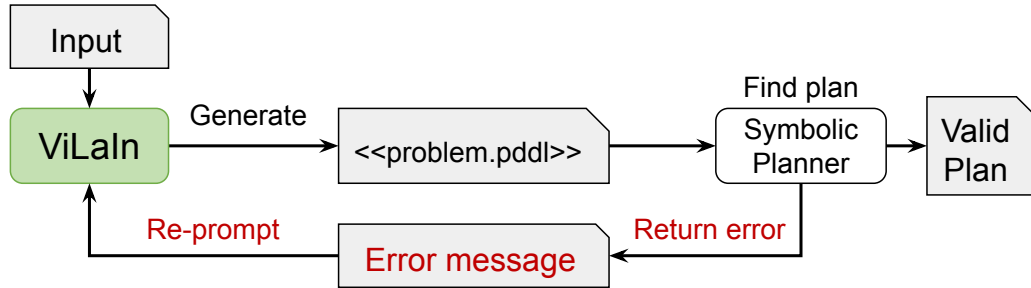 Input
Find plan
Generate
ViLaIn
<<problem.pddl>>
Symbolic
Planner
Valid
Plan
Re-prompt
Return error
Error message